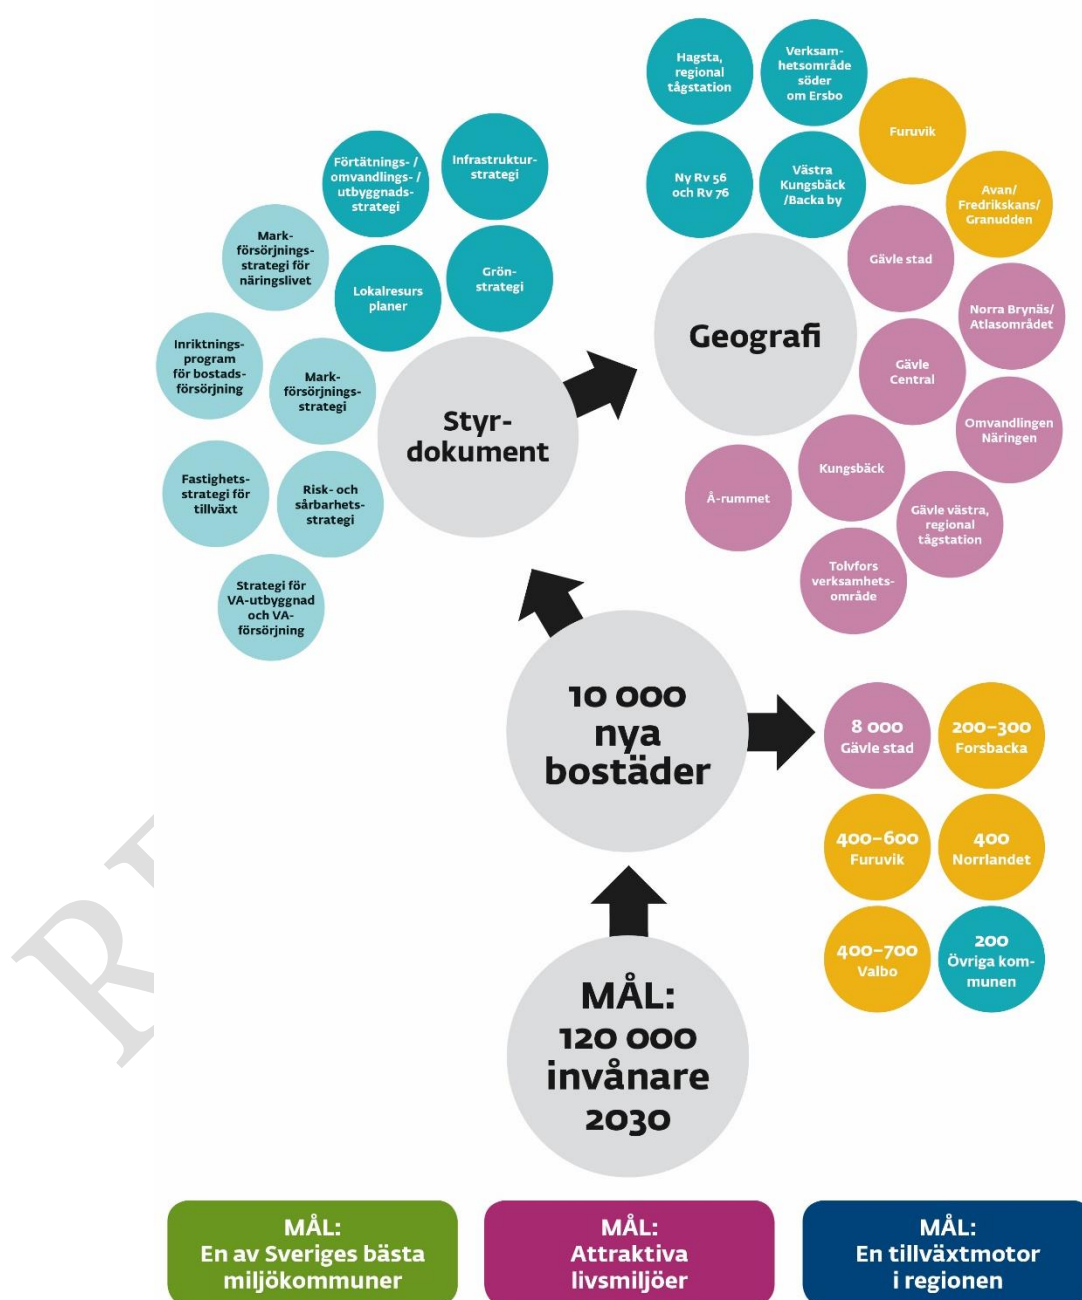 Hagsta,
regional
tågstation
Verksam-
hetsområde
söder
om Ersbo
Furuvik
Förtätnings- /
omvandlings- /
utbyggnads-
strategi
Infrastruktur-
strategi
Ny Rv 56
och Rv 76
Västra
Kungsbäck
/Backa by
Avan/
Fredrikskans/
Granudden
Mark-
försörjnings-
strategi för
näringslivet
Lokalresurs
planer
Grön-
strategi
Geografi
Gävle stad
Norra Brynäs/
Atlasområdet
Inriktnings-
program
för bostads-
försörjning
Mark-
försörjnings-
strategi
Styr-
dokument
Gävle
Central
Omvandlingen
Näringen
Fastighets-
strategi för
tillväxt
Risk- och
sårbarhets-
strategi
Å-rummet
Kungsbäck
Gävle västra,
regional
tågstation
Strategi för
VA-utbyggnad
och VA-
försörjning
Tolvfors
verksamhets-
område
10 000
nya
bostäder
8 000
Gävle stad
200–300
Forsbacka
400–600
Furuvik
400
Norrlandet
400–700
Valbo
200
Övriga kom-
munen
MÅL:
120 000
invånare
2030
MÅL:
En av Sveriges bästa
miljökommuner
MÅL:
Attraktiva
livsmiljöer
MÅL:
En tillväxtmotor
i regionen